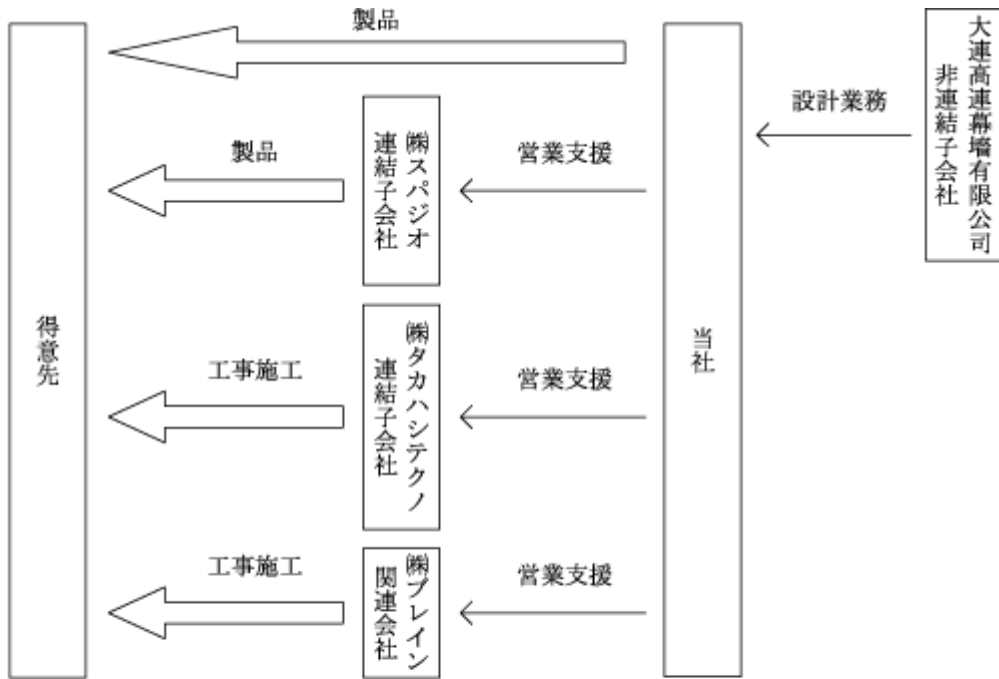 製品
大連高連幕墻有限公司
非連結子会社
設計業務
当社
営業支援
㈱スパジオ
連結子会社
製品
得意先
営業支援
㈱タカハシテクノ
連結子会社
工事施工
営業支援
㈱ブレイン
関連会社
工事施工